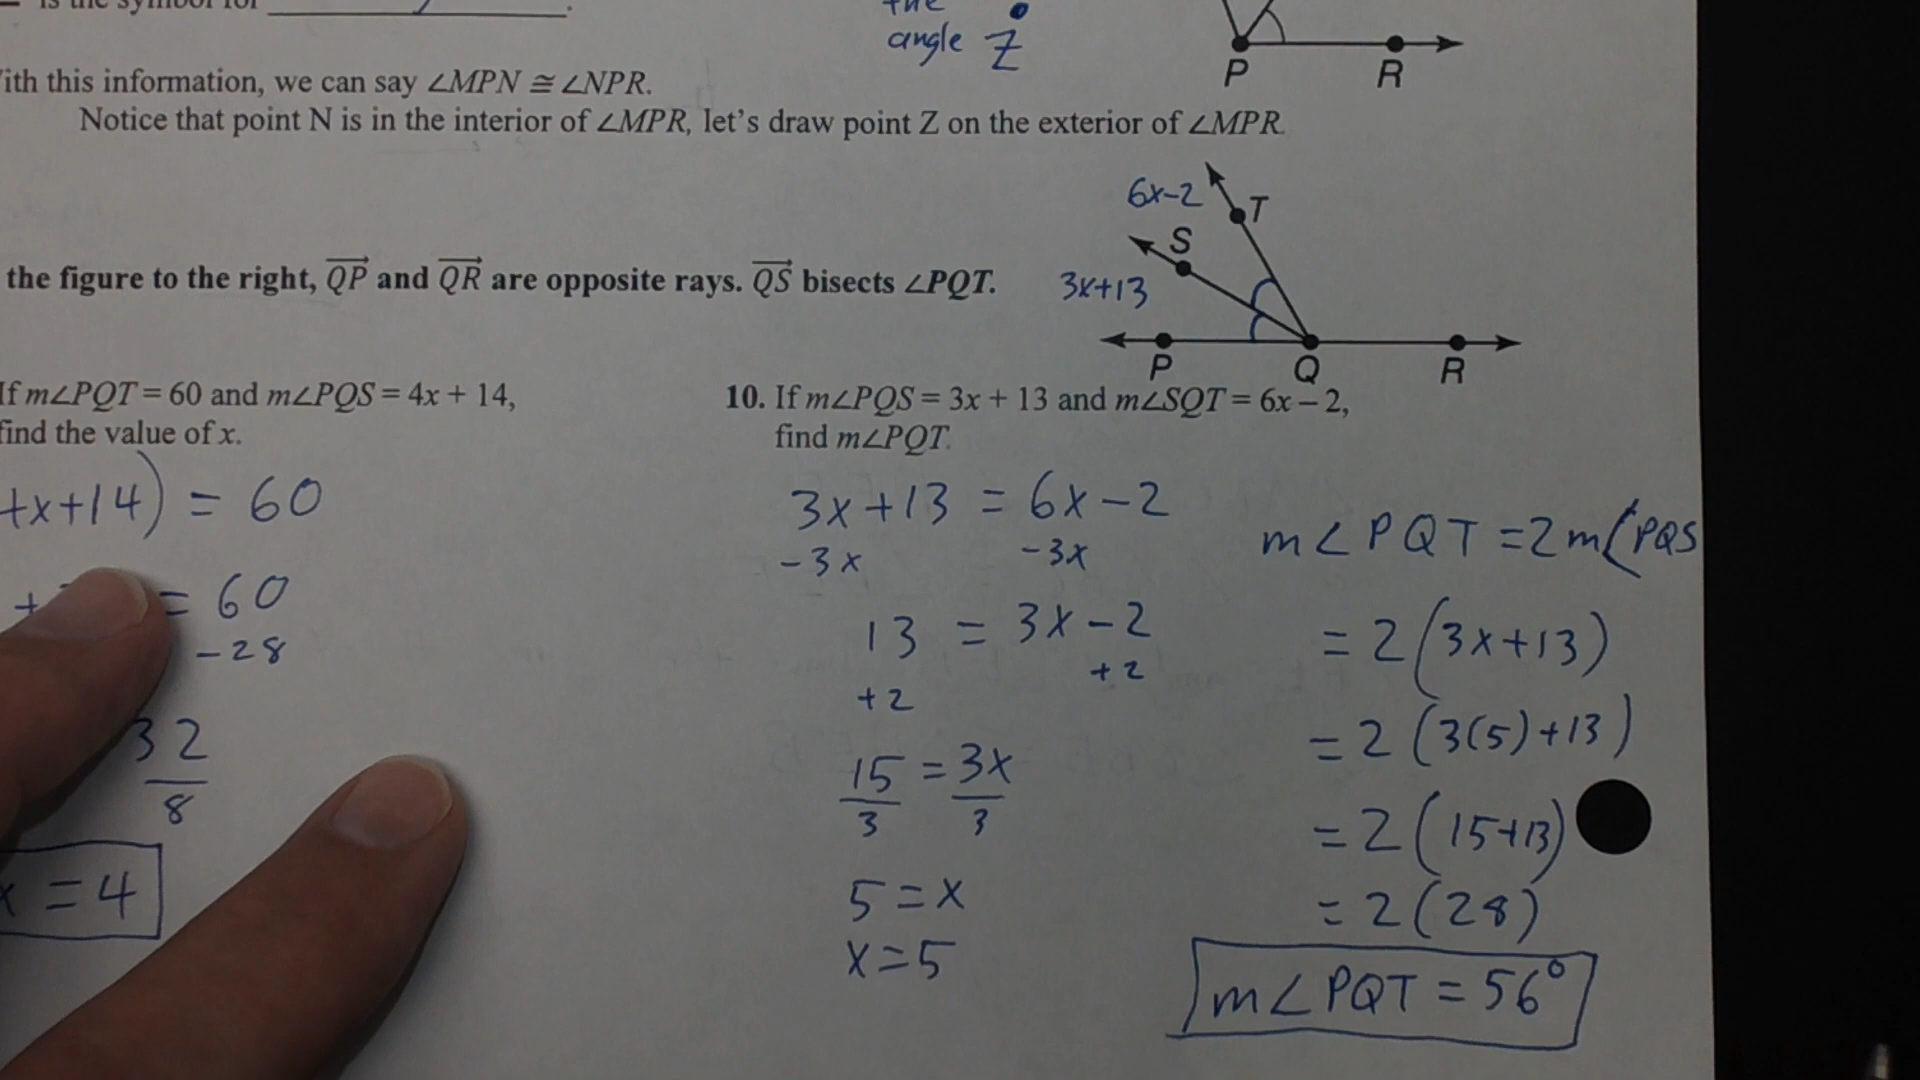 is the symbol for
the
angle Z
P R
ith this information, we can say ∠MPN ≅ ∠NPR.
Notice that point N is in the interior of ∠MPR, let's draw point Z on the exterior of ∠MPR.
6x-2 T
S
3x+13
P Q R
the figure to the right, QP and QR are opposite rays. QS bisects ∠PQT.
If m∠PQT = 60 and m∠PQS = 4x + 14,
find the value of x.
4x+14) = 60
+ = 60
-28
32
8
x = 4
10. If m∠PQS = 3x + 13 and m∠SQT = 6x – 2,
find m∠PQT.
3x+13 = 6x-2
-3x -3x
13 = 3x-2
+2 +2
15 = 3x
3 3
5 = x
x = 5
m∠PQT = 2m∠PQS
= 2(3x+13)
= 2(3(5)+13)
= 2(15+13)
= 2(28)
m∠PQT = 56°